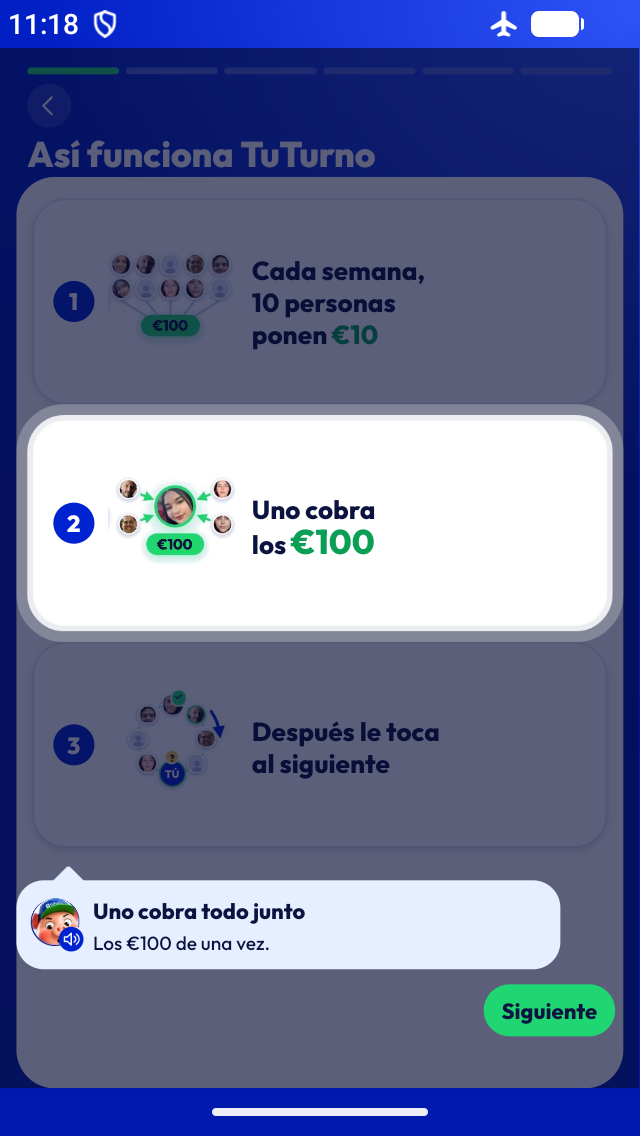 11:18
Así funciona TuTurno
1
€100
Cada semana,
10 personas
ponen €10
2
€100
Uno cobra
los €100
3
?
TÚ
Después le toca
al siguiente
Uno cobra todo junto
Los €100 de una vez.
Siguiente